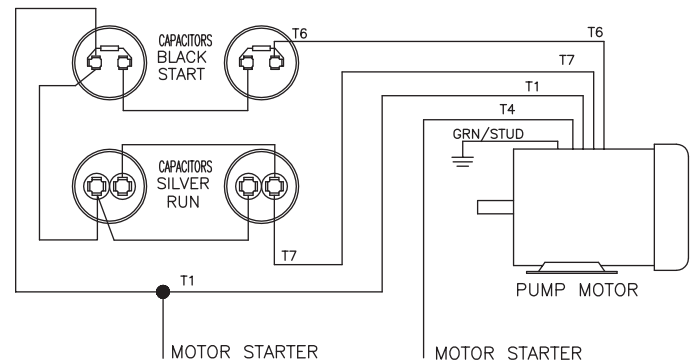 CAPACITORS
BLACK
START
T6
T6
T7
T1
T4
GRN/STUD
CAPACITORS
SILVER
RUN
T7
T1
PUMP MOTOR
MOTOR STARTER
MOTOR STARTER